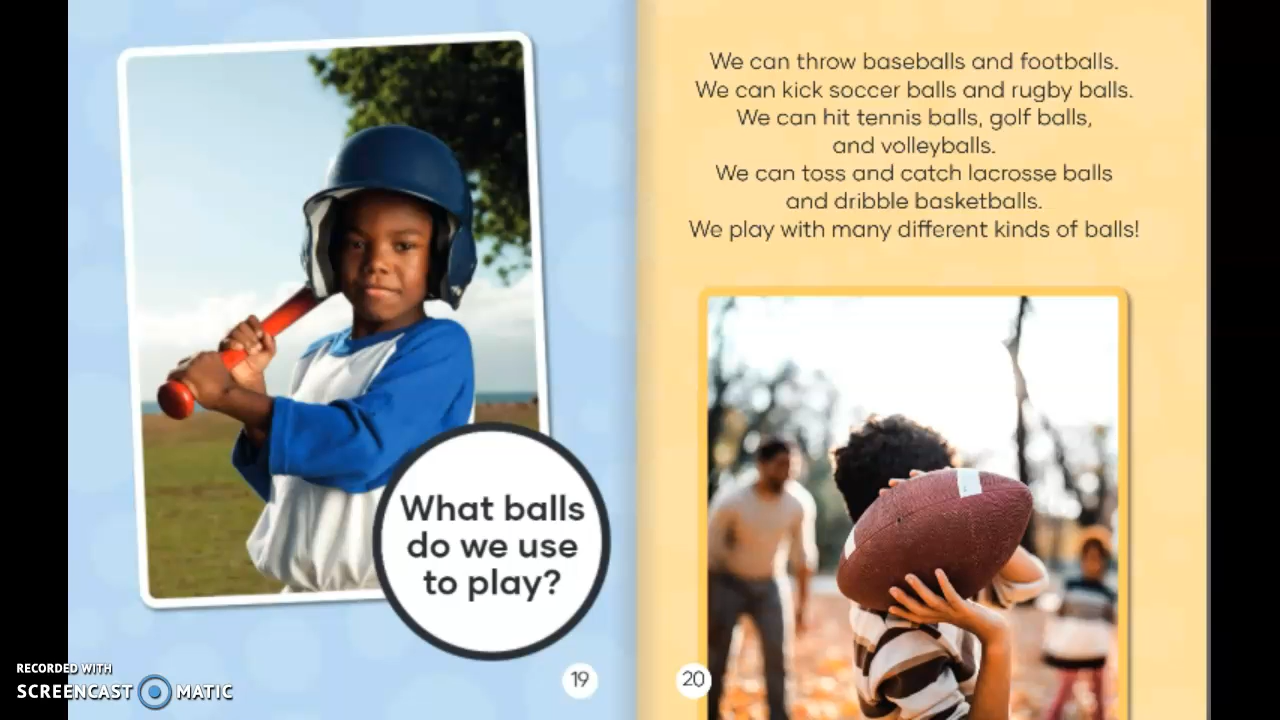 What balls
do we use
to play?
19
We can throw baseballs and footballs.
We can kick soccer balls and rugby balls.
We can hit tennis balls, golf balls,
and volleyballs.
We can toss and catch lacrosse balls
and dribble basketballs.
We play with many different kinds of balls!
20
RECORDED WITH
SCREENCAST MATIC